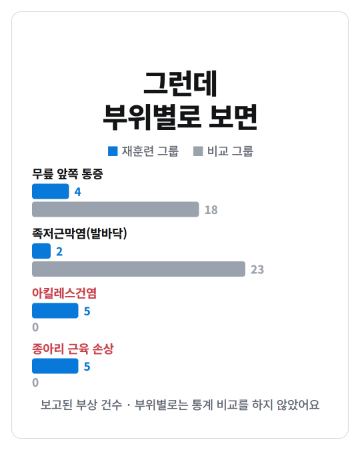 그런데
부위별로 보면
재훈련 그룹 비교 그룹
무릎 앞쪽 통증
4
18
족저근막염(발바닥)
2
23
아킬레스건염
5
0
종아리 근육 손상
5
0
보고된 부상 건수 · 부위별로는 통계 비교를 하지 않았어요